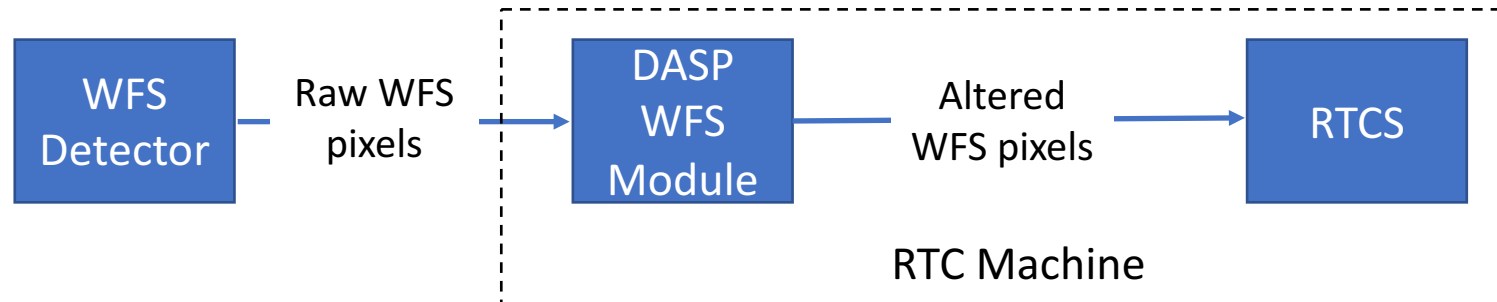 WFS
Detector
Raw WFS
pixels
DASP
WFS
Module
Altered
WFS pixels
RTCS
RTC Machine